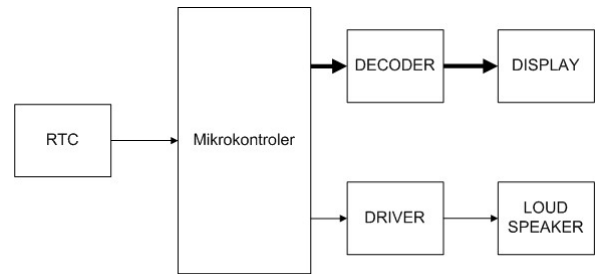 RTC
Mikrokontroler
DECODER
DISPLAY
DRIVER
LOUD
SPEAKER